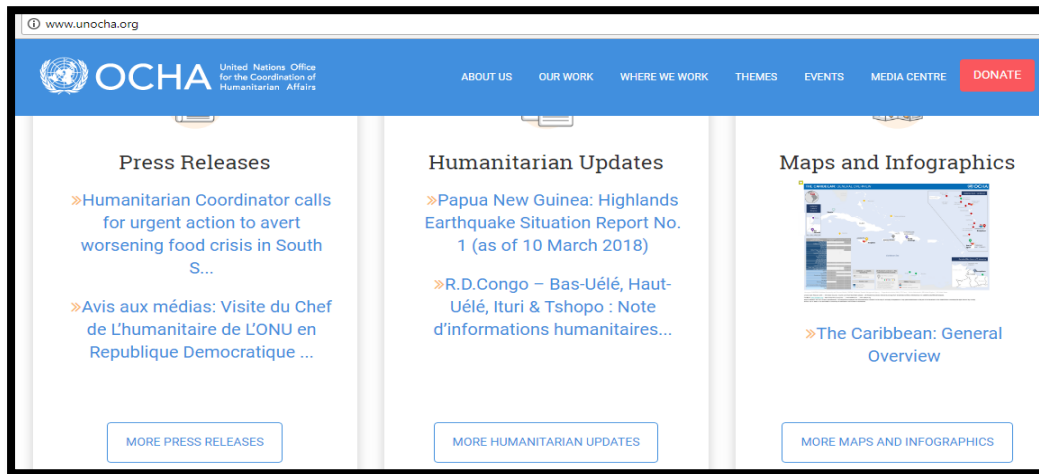 www.unocha.org
OCHA
United Nations Office
for the Coordination of
Humanitarian Affairs
ABOUT US
OUR WORK
WHERE WE WORK
THEMES
EVENTS
MEDIA CENTRE
DONATE
Press Releases
»Humanitarian Coordinator calls
for urgent action to avert
worsening food crisis in South
S...
»Avis aux médias: Visite du Chef
de L’humanitaire de L’ONU en
Republique Democratique ...
MORE PRESS RELEASES
Humanitarian Updates
»Papua New Guinea: Highlands
Earthquake Situation Report No.
1 (as of 10 March 2018)
»R.D.Congo – Bas-Uélé, Haut-
Uélé, Ituri & Tshopo : Note
d’informations humanitaires...
MORE HUMANITARIAN UPDATES
Maps and Infographics
OCHA
»The Caribbean: General
Overview
MORE MAPS AND INFOGRAPHICS